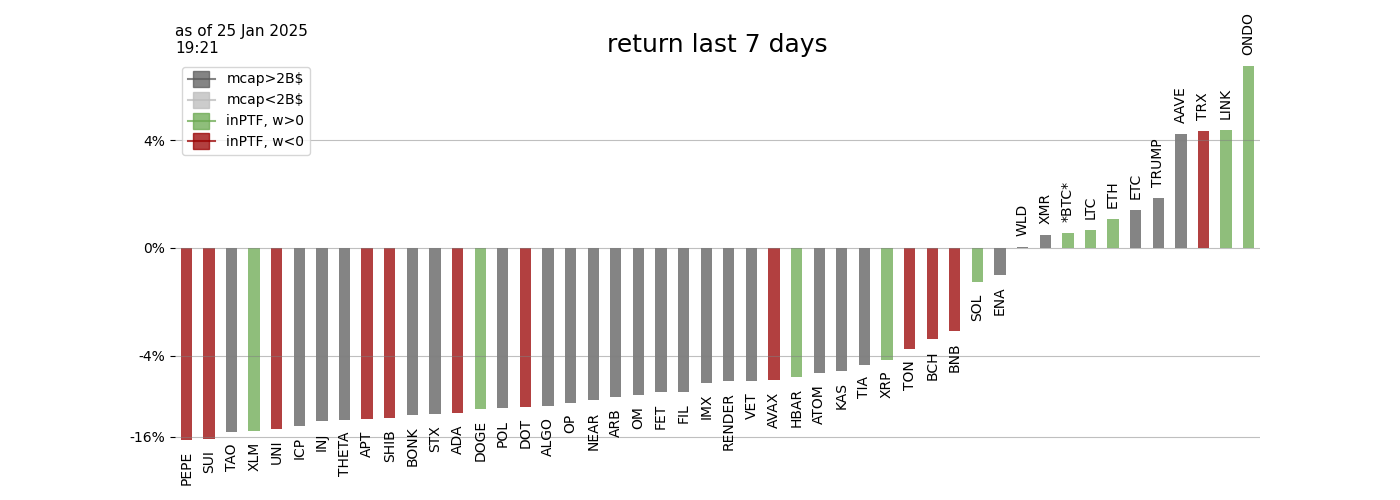 as of 25 Jan 2025
19:21
return last 7 days
mcap>2B$
mcap<2B$
inPTF, w>0
inPTF, w<0
4%
0%
-4%
-16%
PEPE
SUI
TAO
XLM
UNI
ICP
INJ
THETA
APT
SHIB
BONK
STX
ADA
DOGE
POL
DOT
ALGO
OP
NEAR
ARB
OM
FET
FIL
IMX
RENDER
VET
AVAX
HBAR
ATOM
KAS
TIA
XRP
TON
BCH
BNB
SOL
ENA
WLD
XMR
*BTC*
LTC
ETH
ETC
TRUMP
AAVE
TRX
LINK
ONDO